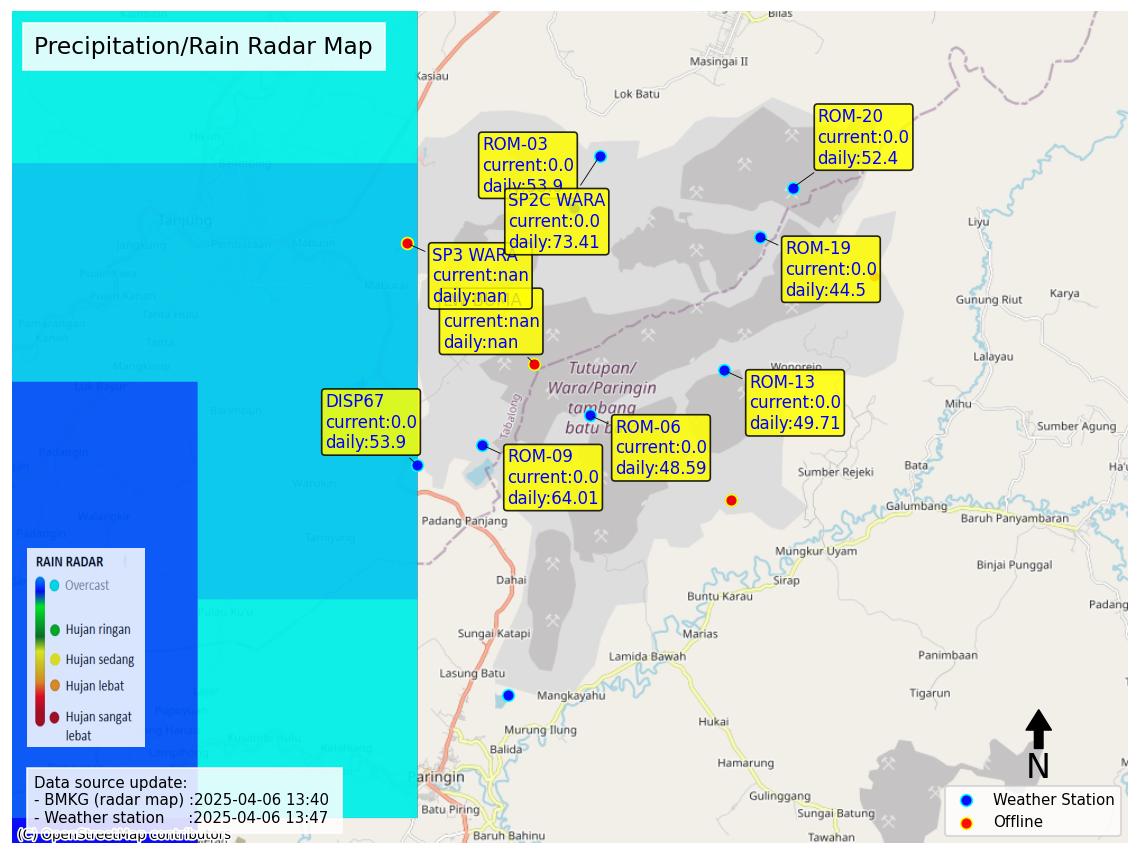 Precipitation/Rain Radar Map
Bilas
Masingai II
Kasiau
Lok Batu
ROM-20
current:0.0
daily:52.4
ROM-03
current:0.0
daily:53.9
SP2C WARA
current:0.0
daily:73.41
Tanjung
Liyu
SP3 WARA
current:nan
daily:nan
ROM-19
current:0.0
daily:44.5
current:nan
daily:nan
Gunung Riut
Karya
Lalayau
Tutupan/
Wara/Paringin
tambang
batu b
Wonorejo
ROM-13
current:0.0
daily:49.71
Mihu
Tabalong
DISP67
current:0.0
daily:53.9
ROM-06
current:0.0
daily:48.59
Sumber Agung
ROM-09
current:0.0
daily:64.01
Bata
Ha'u
Sumber Rejeki
Galumbang
Baruh Panyambaran
Padang Panjang
Mungkur Uyam
Binjai Punggal
RAIN RADAR
Overcast
Hujan ringan
Hujan sedang
Hujan lebat
Hujan sangat
lebat
Dahai
Sirap
Buntu Karau
Padang
Sungai Katapi
Marias
Lamida Bawah
Panimbaan
Lasung Batu
Mangkayahu
Tigarun
Hukai
Murung Ilung
Balida
Hamarung
N
Paringin
Gulinggang
Batu Piring
Sungai Batung
Baruh Bahinu
Tawahan
Data source update:
- BMKG (radar map) :2025-04-06 13:40
- Weather station :2025-04-06 13:47
(C) OpenStreetMap contributors
Weather Station
Offline